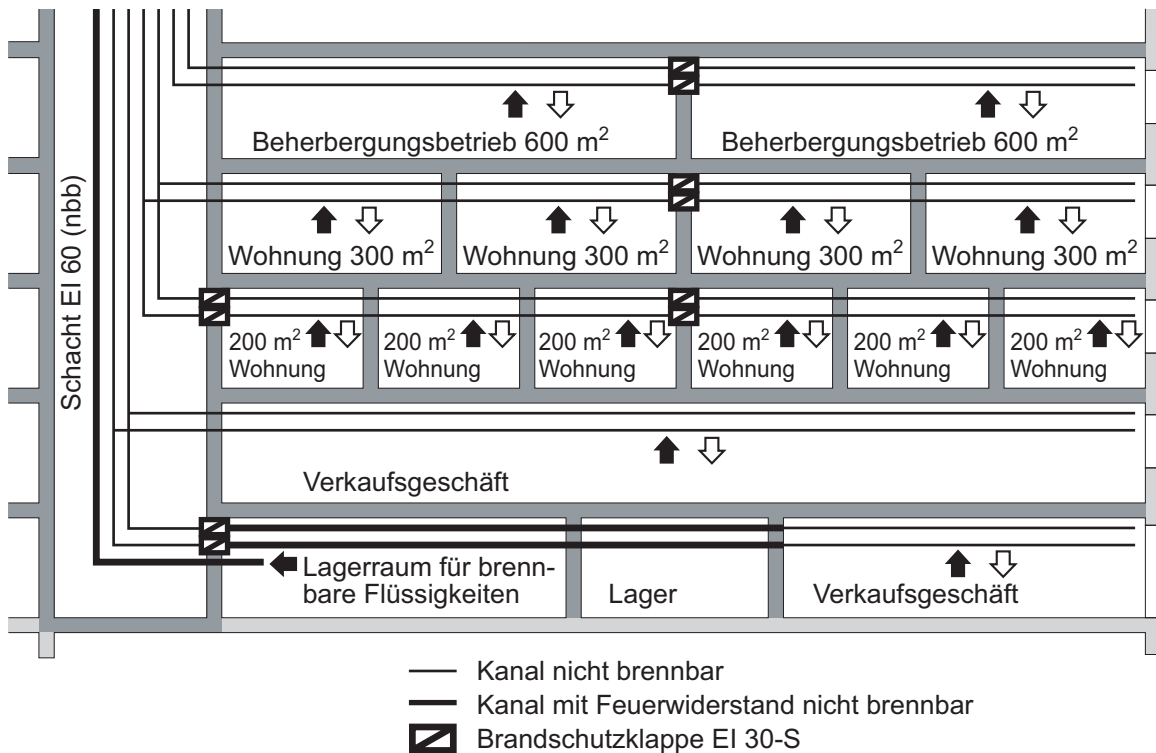 Schacht EI 60 (nbb)
Beherbergungsbetrieb 600 m²
Beherbergungsbetrieb 600 m²
Wohnung 300 m²
Wohnung 300 m²
Wohnung 300 m²
Wohnung 300 m²
200 m²
Wohnung
200 m²
Wohnung
200 m²
Wohnung
200 m²
Wohnung
200 m²
Wohnung
200 m²
Wohnung
Verkaufsgeschäft
Lagerraum für brenn-
bare Flüssigkeiten
Lager
Verkaufsgeschäft
Kanal nicht brennbar
Kanal mit Feuerwiderstand nicht brennbar
Brandschutzklappe EI 30-S